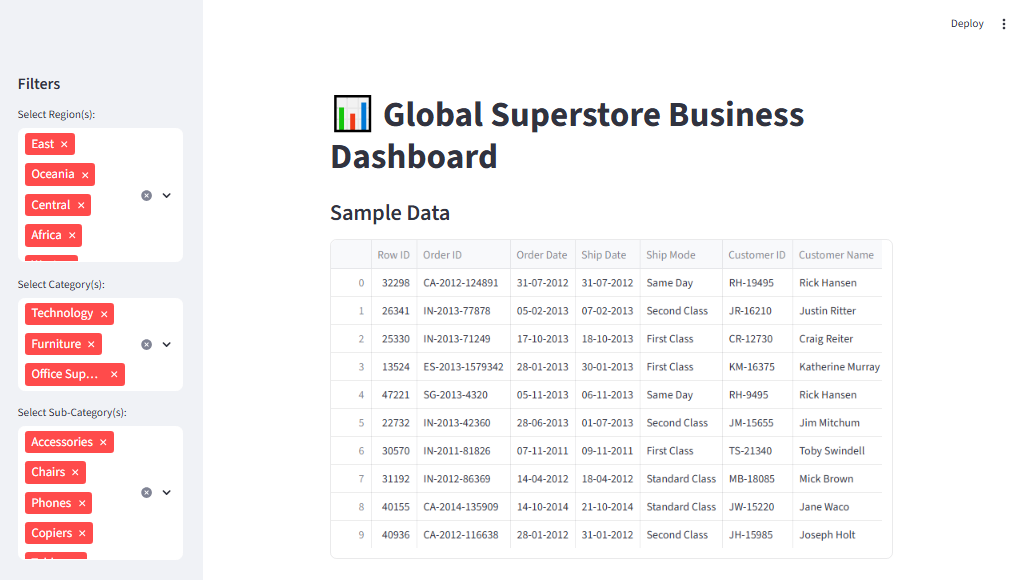 Deploy
Filters
Select Region(s):
East ×
Oceania ×
Central ×
Africa ×
Select Category(s):
Technology ×
Furniture ×
Office Sup... ×
Select Sub-Category(s):
Accessories ×
Chairs ×
Phones ×
Copiers ×
Global Superstore Business
Dashboard
Sample Data
Row ID Order ID Order Date Ship Date Ship Mode Customer ID Customer Name
0 32298 CA-2012-124891 31-07-2012 31-07-2012 Same Day RH-19495 Rick Hansen
1 26341 IN-2013-77878 05-02-2013 07-02-2013 Second Class JR-16210 Justin Ritter
2 25330 IN-2013-71249 17-10-2013 18-10-2013 First Class CR-12730 Craig Reiter
3 13524 ES-2013-1579342 28-01-2013 30-01-2013 First Class KM-16375 Katherine Murray
4 47221 SG-2013-4320 05-11-2013 06-11-2013 Same Day RH-9495 Rick Hansen
5 22732 IN-2013-42360 28-06-2013 01-07-2013 Second Class JM-15655 Jim Mitchum
6 30570 IN-2011-81826 07-11-2011 09-11-2011 First Class TS-21340 Toby Swindell
7 31192 IN-2012-86369 14-04-2012 18-04-2012 Standard Class MB-18085 Mick Brown
8 40155 CA-2014-135909 14-10-2014 21-10-2014 Standard Class JW-15220 Jane Waco
9 40936 CA-2012-116638 28-01-2012 31-01-2012 Second Class JH-15985 Joseph Holt